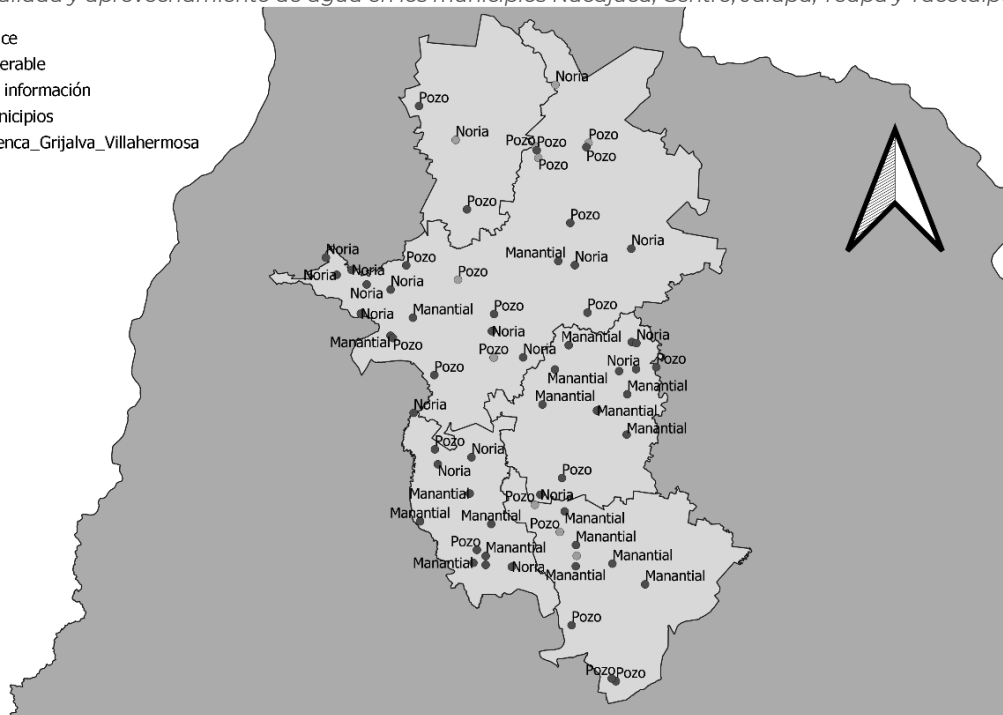 calidad y aprovechamiento de agua en los municipios Nacajuca, Centro, Jalapa, Teapa y Tacotalpa
ce
erable
información
nicipios
enca_Grijalva_Villahermosa
Noria
Pozo
Noria
Pozo
Pozo Pozo
Pozo
Pozo
Pozo
Pozo
Noria
Manantial
Noria
Noria
Pozo
Noria
Noria
Noria
Noria
Pozo
Noria
Manantial
Pozo
Pozo
Manantial
Pozo
Noria
Pozo
Noria
Manantial
Noria
Noria
Pozo
Pozo
Manantial
Manantial
Manantial
Manantial
Noria
Manantial
Pozo
Noria
Noria
Pozo
Manantial
Pozo
Noria
Manantial
Manantial
Manantial
Pozo
Manantial
Pozo
Manantial
Manantial
Manantial
Noria
Manantial
Manantial
Pozo
Pozo Pozo